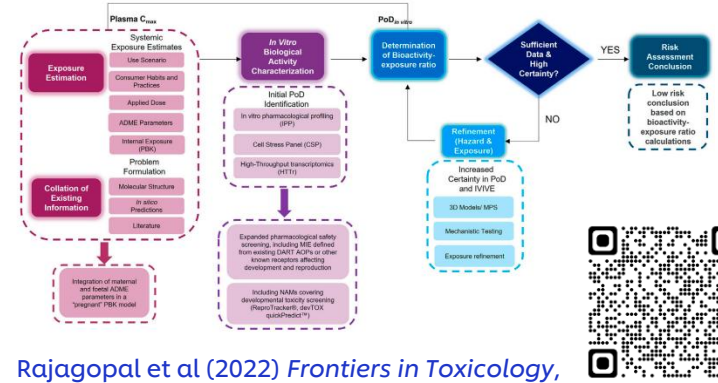 Plasma Cmax
PoDin vitro
Systemic
Exposure Estimates
Exposure
Estimation
Use Scenario
Consumer Habits and
Practices
Applied Dose
ADME Parameters
Internal Exposure
(PBK)
Problem
Formulation
Collation of
Existing
Information
Molecular Structure
In silico
Predictions
Literature
Integration of maternal
and foetal ADME
parameters in a
"pregnant" PBK model
In Vitro
Biological
Activity
Characterization
Initial PoD
Identification
In vitro pharmacological profiling
(IPP)
Cell Stress Panel (CSP)
High-Throughput transcriptomics
(HTTr)
Expanded pharmacological safety
screening, including MIE defined
from existing DART AOPs or other
known receptors affecting
development and reproduction
Including NAMs covering
developmental toxicity screening
(ReproTracker®, devTOX
quickPredict™)
Determination
of Bioactivity-
exposure ratio
Sufficient
Data &
High
Certainty?
YES
NO
Refinement
(Hazard &
Exposure)
Increased
Certainty in PoD
and IVIVE
3D Models/ MPS
Mechanistic Testing
Exposure refinement
Risk
Assessment
Conclusion
Low risk
conclusion
based on
bioactivity-
exposure ratio
calculations
Rajagopal et al (2022) Frontiers in Toxicology,